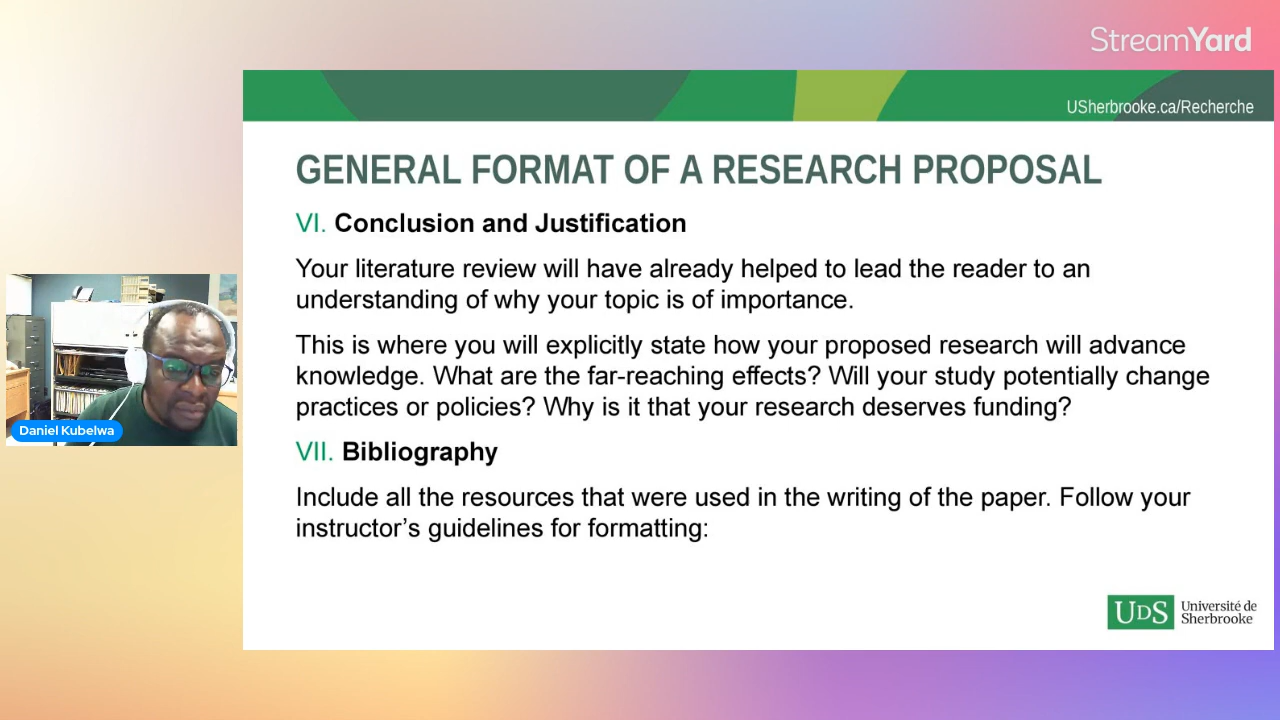 StreamYard
USherbrooke.ca/Recherche
GENERAL FORMAT OF A RESEARCH PROPOSAL
VI. Conclusion and Justification
Your literature review will have already helped to lead the reader to an
understanding of why your topic is of importance.
This is where you will explicitly state how your proposed research will advance
knowledge. What are the far-reaching effects? Will your study potentially change
practices or policies? Why is it that your research deserves funding?
VII. Bibliography
Include all the resources that were used in the writing of the paper. Follow your
instructor’s guidelines for formatting:
Daniel Kubelwa
UDS Université de
Sherbrooke